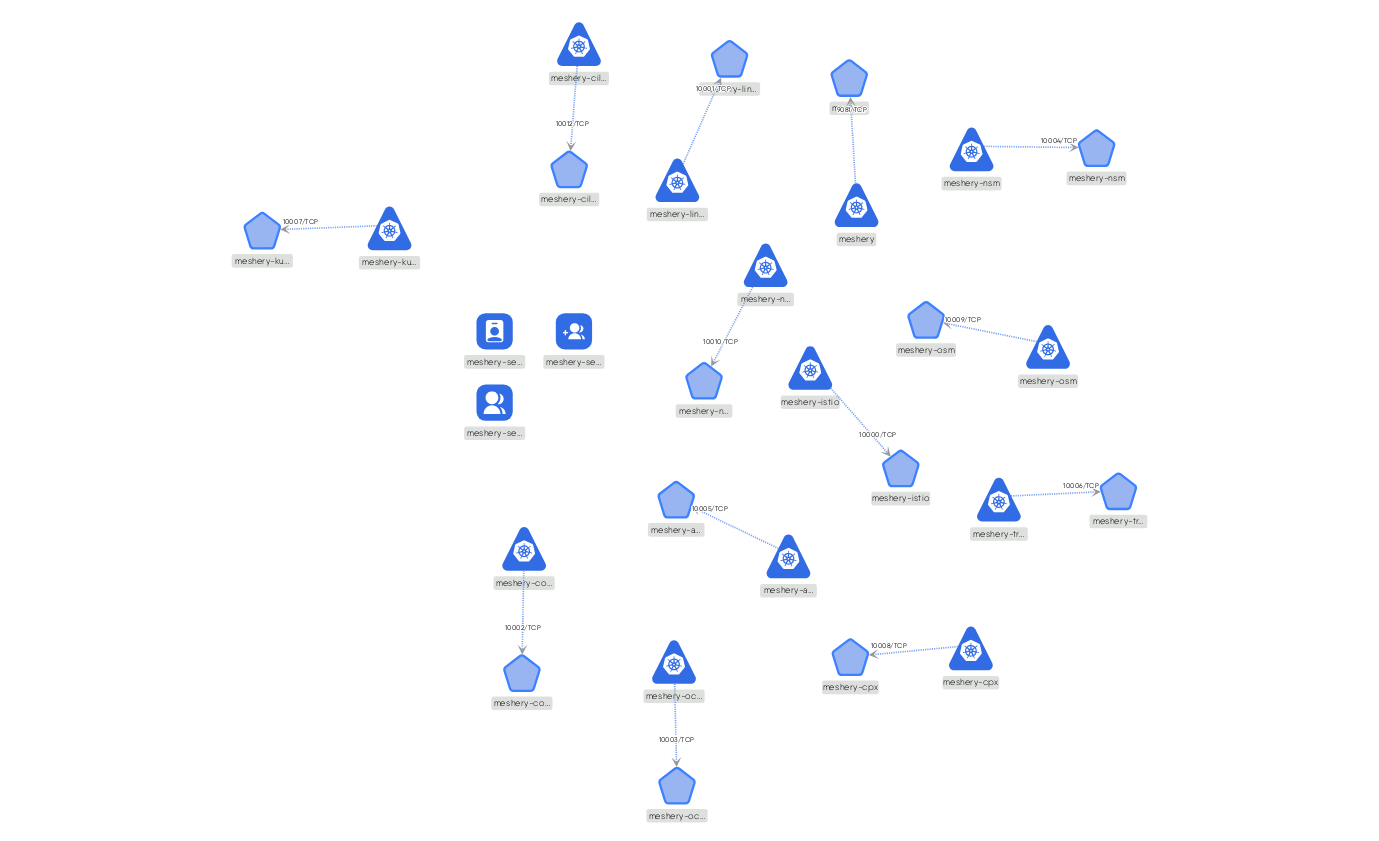 meshery-cil...
10012/TCP
meshery-cil...
10001/TCP
y-lin...
meshery-lin...
9081/TCP
meshery
10004/TCP
meshery-nsm
meshery-nsm
10007/TCP
meshery-ku...
meshery-ku...
meshery-n...
10010/TCP
meshery-n...
10009/TCP
meshery-osm
meshery-osm
meshery-se...
meshery-se...
meshery-se...
meshery-istio
10000/TCP
meshery-istio
10005/TCP
meshery-a...
meshery-a...
10006/TCP
meshery-tr...
meshery-tr...
meshery-co...
10002/TCP
meshery-co...
meshery-oc...
10003/TCP
meshery-oc...
10008/TCP
meshery-cpx
meshery-cpx